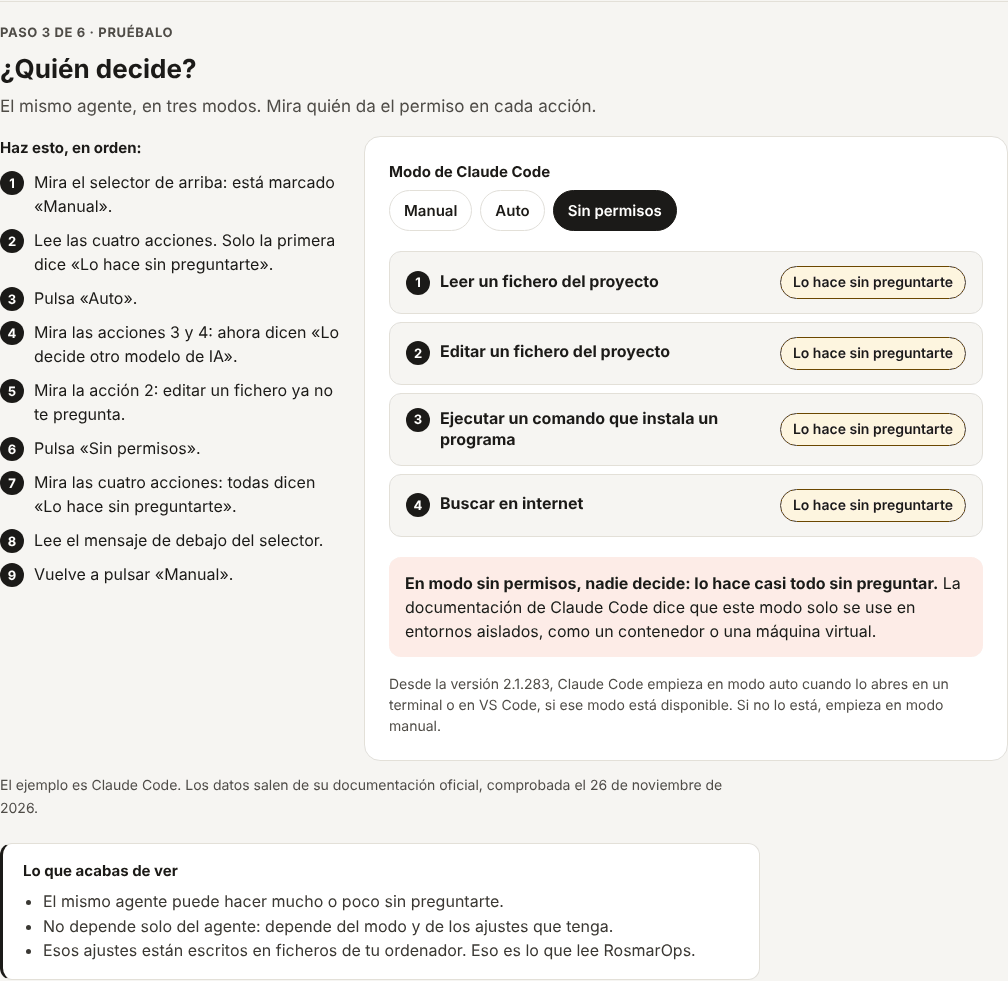 PASO 3 DE 6 · PRUÉBALO
¿Quién decide?
El mismo agente, en tres modos. Mira quién da el permiso en cada acción.
Haz esto, en orden:
1 Mira el selector de arriba: está marcado
«Manual».
2 Lee las cuatro acciones. Solo la primera
dice «Lo hace sin preguntarte».
3 Pulsa «Auto».
4 Mira las acciones 3 y 4: ahora dicen «Lo
decide otro modelo de IA».
5 Mira la acción 2: editar un fichero ya no
te pregunta.
6 Pulsa «Sin permisos».
7 Mira las cuatro acciones: todas dicen
«Lo hace sin preguntarte».
8 Lee el mensaje de debajo del selector.
9 Vuelve a pulsar «Manual».
Modo de Claude Code
Manual Auto Sin permisos
1 Leer un fichero del proyecto Lo hace sin preguntarte
2 Editar un fichero del proyecto Lo hace sin preguntarte
3 Ejecutar un comando que instala un
programa Lo hace sin preguntarte
4 Buscar en internet Lo hace sin preguntarte
En modo sin permisos, nadie decide: lo hace casi todo sin preguntar. La
documentación de Claude Code dice que este modo solo se use en
entornos aislados, como un contenedor o una máquina virtual.
Desde la versión 2.1.283, Claude Code empieza en modo auto cuando lo abres en un
terminal o en VS Code, si ese modo está disponible. Si no lo está, empieza en modo
manual.
El ejemplo es Claude Code. Los datos salen de su documentación oficial, comprobada el 26 de noviembre de
2026.
Lo que acabas de ver
• El mismo agente puede hacer mucho o poco sin preguntarte.
• No depende solo del agente: depende del modo y de los ajustes que tenga.
• Esos ajustes están escritos en ficheros de tu ordenador. Eso es lo que lee RosmarOps.